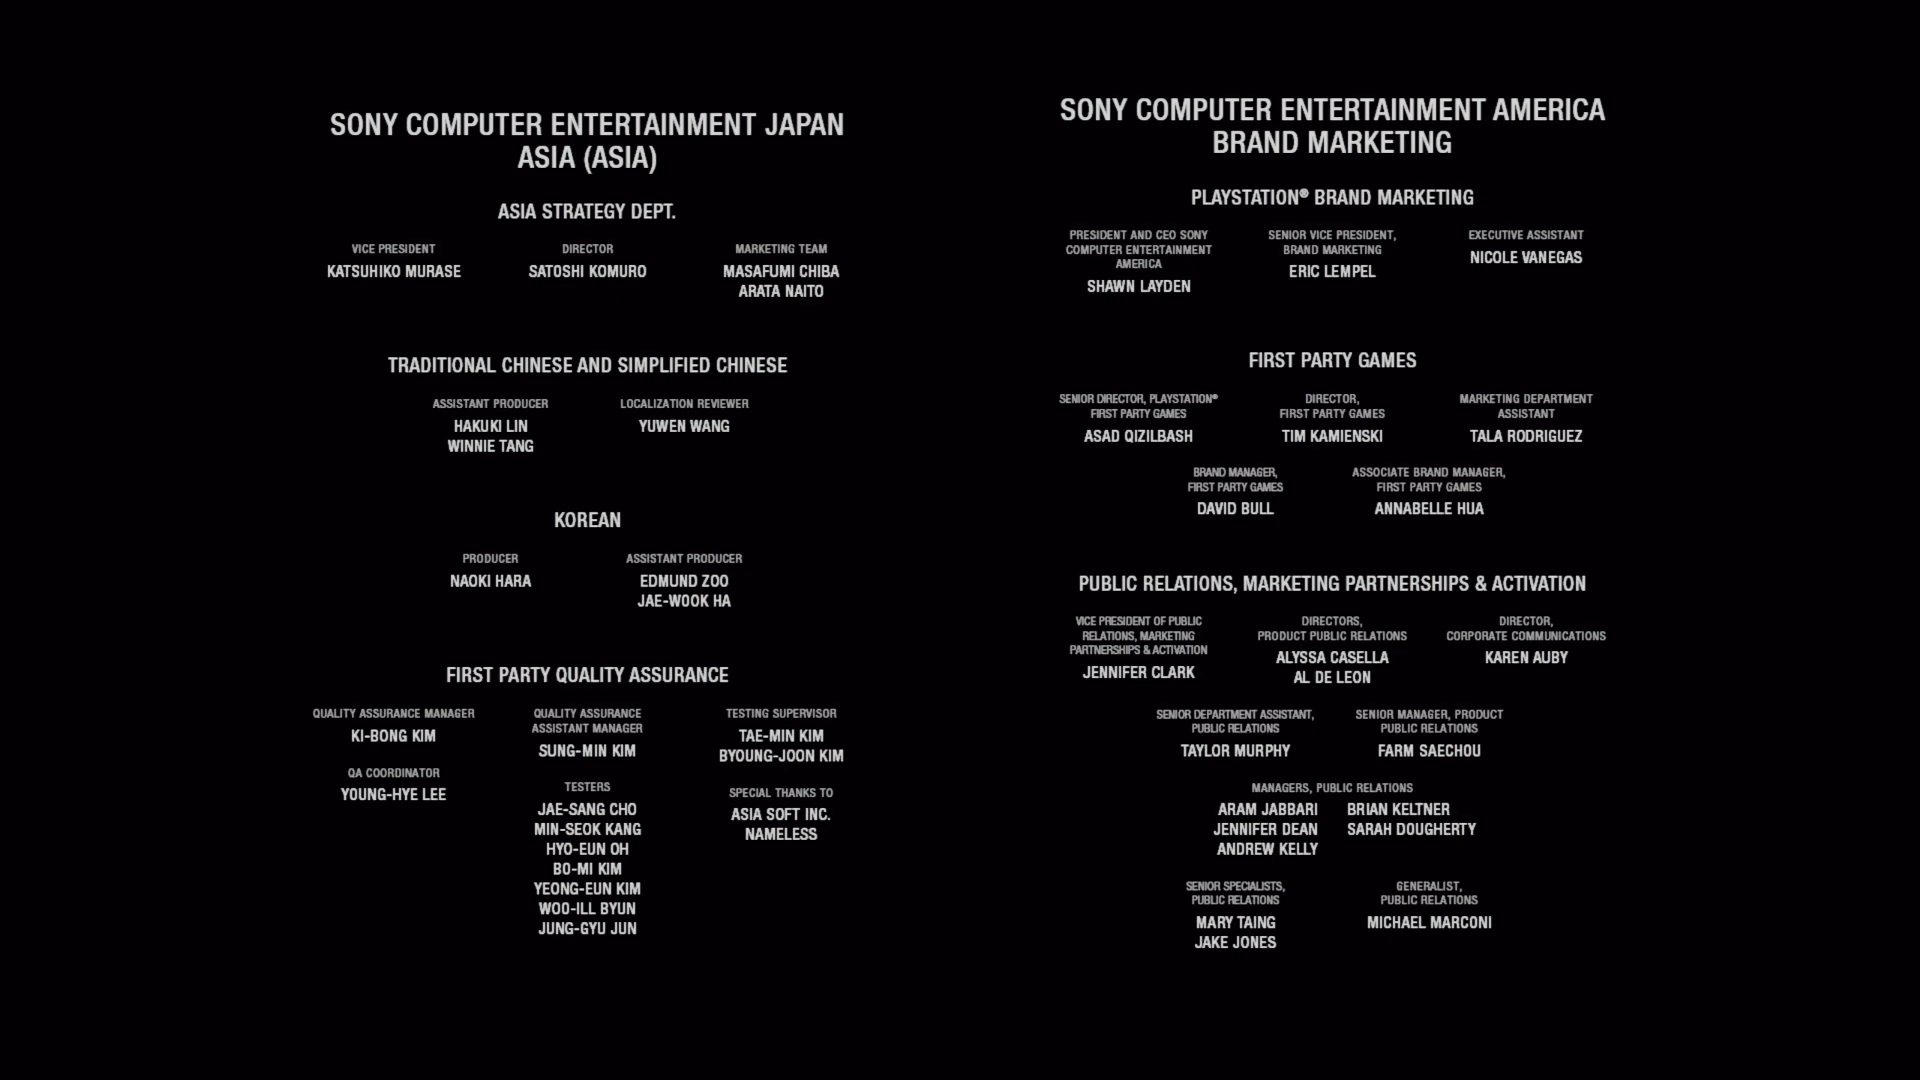 SONY COMPUTER ENTERTAINMENT JAPAN
ASIA (ASIA)
ASIA STRATEGY DEPT.
VICE PRESIDENT
KATSUHIKO MURASE
DIRECTOR
SATOSHI KOMURO
MARKETING TEAM
MASAFUMI CHIBA
ARATA NAITO
TRADITIONAL CHINESE AND SIMPLIFIED CHINESE
ASSISTANT PRODUCER
HAKUKI LIN
WINNIE TANG
LOCALIZATION REVIEWER
YUWEN WANG
KOREAN
PRODUCER
NAOKI HARA
ASSISTANT PRODUCER
EDMUND ZOO
JAE-WOOK HA
FIRST PARTY QUALITY ASSURANCE
QUALITY ASSURANCE MANAGER
KI-BONG KIM
QA COORDINATOR
YOUNG-HYE LEE
QUALITY ASSURANCE
ASSISTANT MANAGER
SUNG-MIN KIM
TESTERS
JAE-SANG CHO
MIN-SEOK KANG
HYO-EUN OH
BO-MI KIM
YEONG-EUN KIM
WOO-ILL BYUN
JUNG-GYU JUN
TESTING SUPERVISOR
TAE-MIN KIM
BYOUNG-JOON KIM
SPECIAL THANKS TO
ASIA SOFT INC.
NAMELESS
SONY COMPUTER ENTERTAINMENT AMERICA
BRAND MARKETING
PLAYSTATION® BRAND MARKETING
PRESIDENT AND CEO SONY
COMPUTER ENTERTAINMENT
AMERICA
SHAWN LAYDEN
SENIOR VICE PRESIDENT,
BRAND MARKETING
ERIC LEMPEL
EXECUTIVE ASSISTANT
NICOLE VANEGAS
FIRST PARTY GAMES
SENIOR DIRECTOR, PLAYSTATION®
FIRST PARTY GAMES
ASAD QIZILBASH
DIRECTOR,
FIRST PARTY GAMES
TIM KAMIENSKI
MARKETING DEPARTMENT
ASSISTANT
TALA RODRIGUEZ
BRAND MANAGER,
FIRST PARTY GAMES
DAVID BULL
ASSOCIATE BRAND MANAGER,
FIRST PARTY GAMES
ANNABELLE HUA
PUBLIC RELATIONS, MARKETING PARTNERSHIPS & ACTIVATION
VICE PRESIDENT OF PUBLIC
RELATIONS, MARKETING
PARTNERSHIPS & ACTIVATION
JENNIFER CLARK
DIRECTORS,
PRODUCT PUBLIC RELATIONS
ALYSSA CASELLA
AL DE LEON
DIRECTOR,
CORPORATE COMMUNICATIONS
KAREN AUBY
SENIOR DEPARTMENT ASSISTANT,
PUBLIC RELATIONS
TAYLOR MURPHY
SENIOR MANAGER, PRODUCT
PUBLIC RELATIONS
FARM SAECHOU
MANAGERS, PUBLIC RELATIONS
ARAM JABBARI
JENNIFER DEAN
ANDREW KELLY
BRIAN KELTNER
SARAH DOUGHERTY
SENIOR SPECIALISTS,
PUBLIC RELATIONS
MARY TAING
JAKE JONES
GENERALIST,
PUBLIC RELATIONS
MICHAEL MARCONI